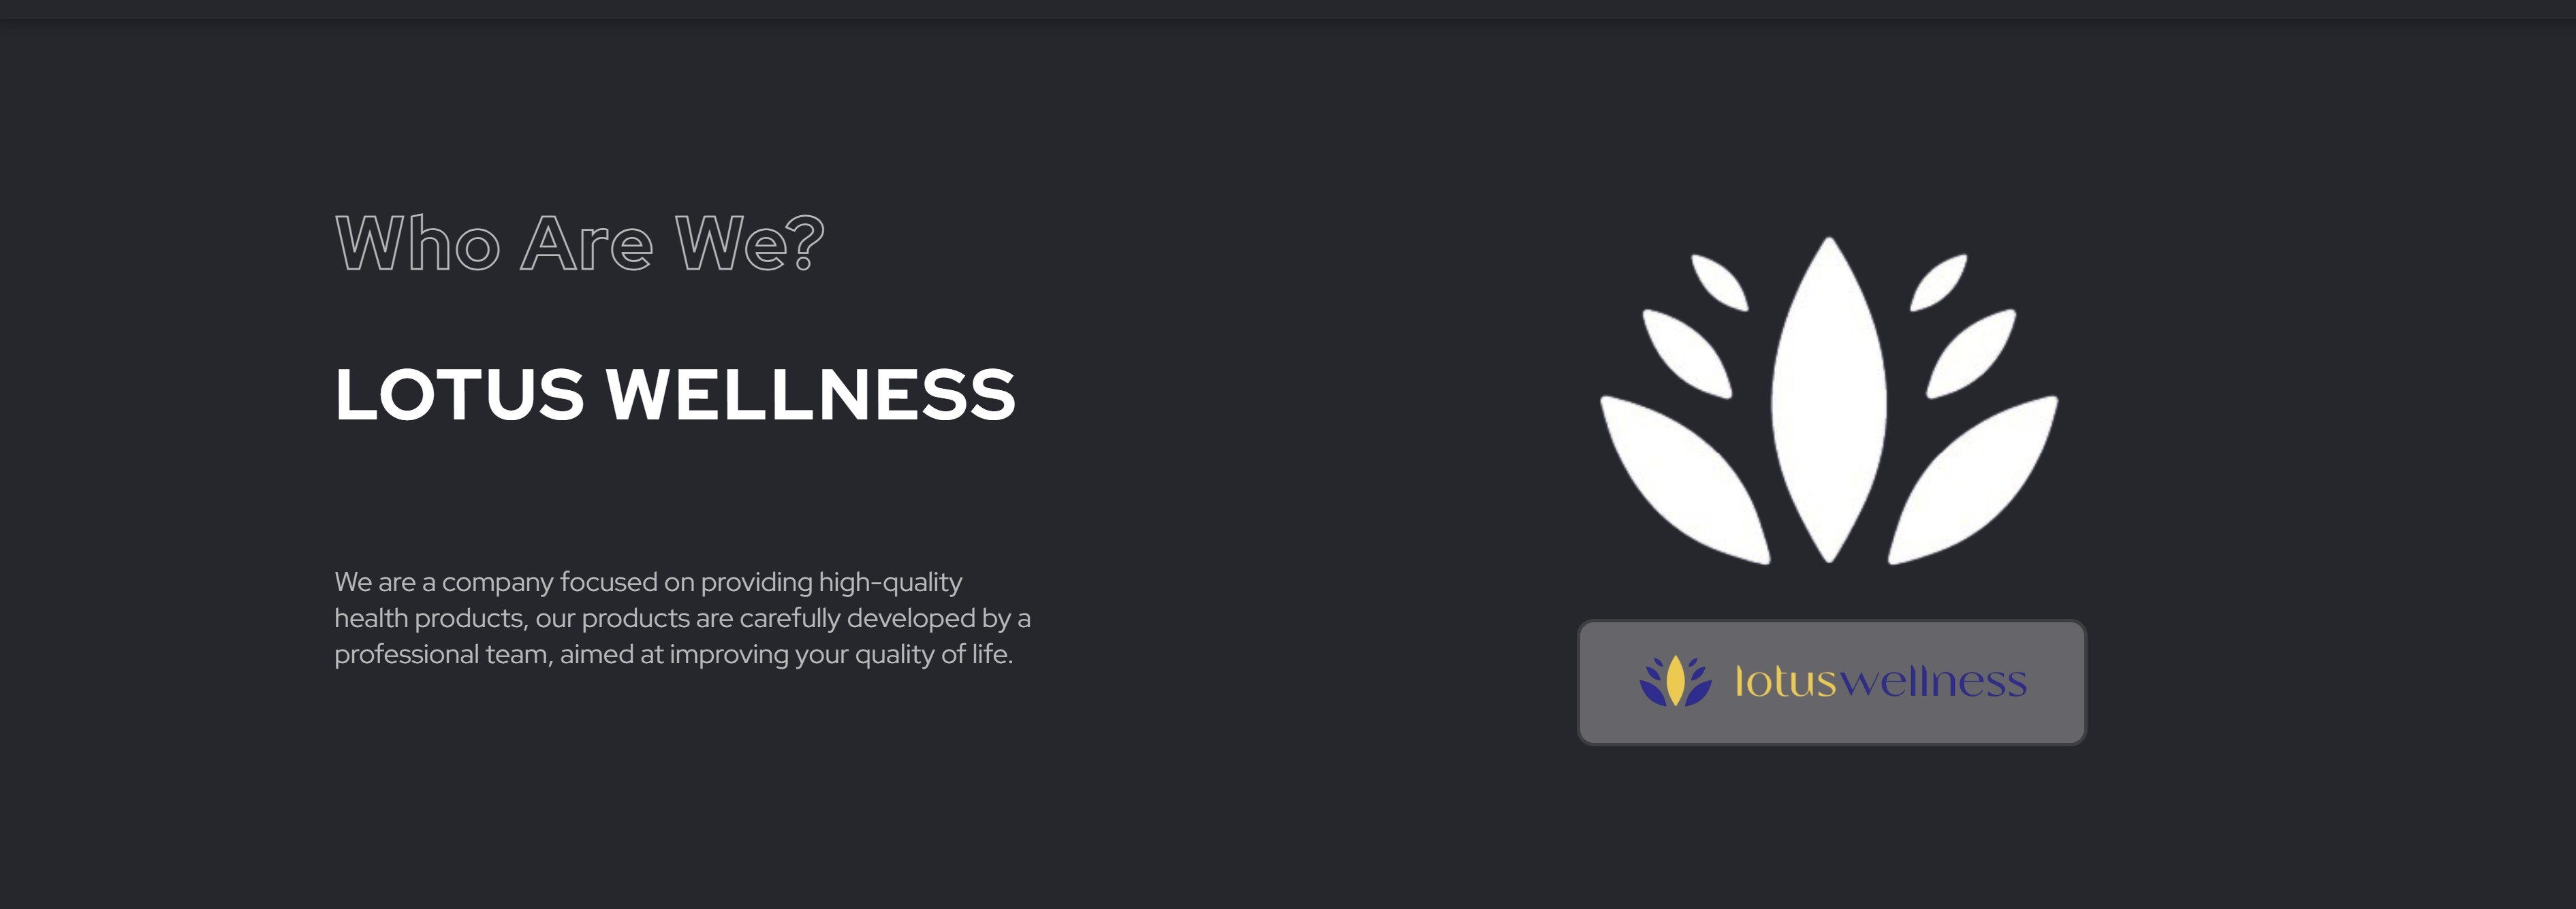 Who Are We?
LOTUS WELLNESS
We are a company focused on providing high-quality
health products, our products are carefully developed by a
professional team, aimed at improving your quality of life.
lotuswellness